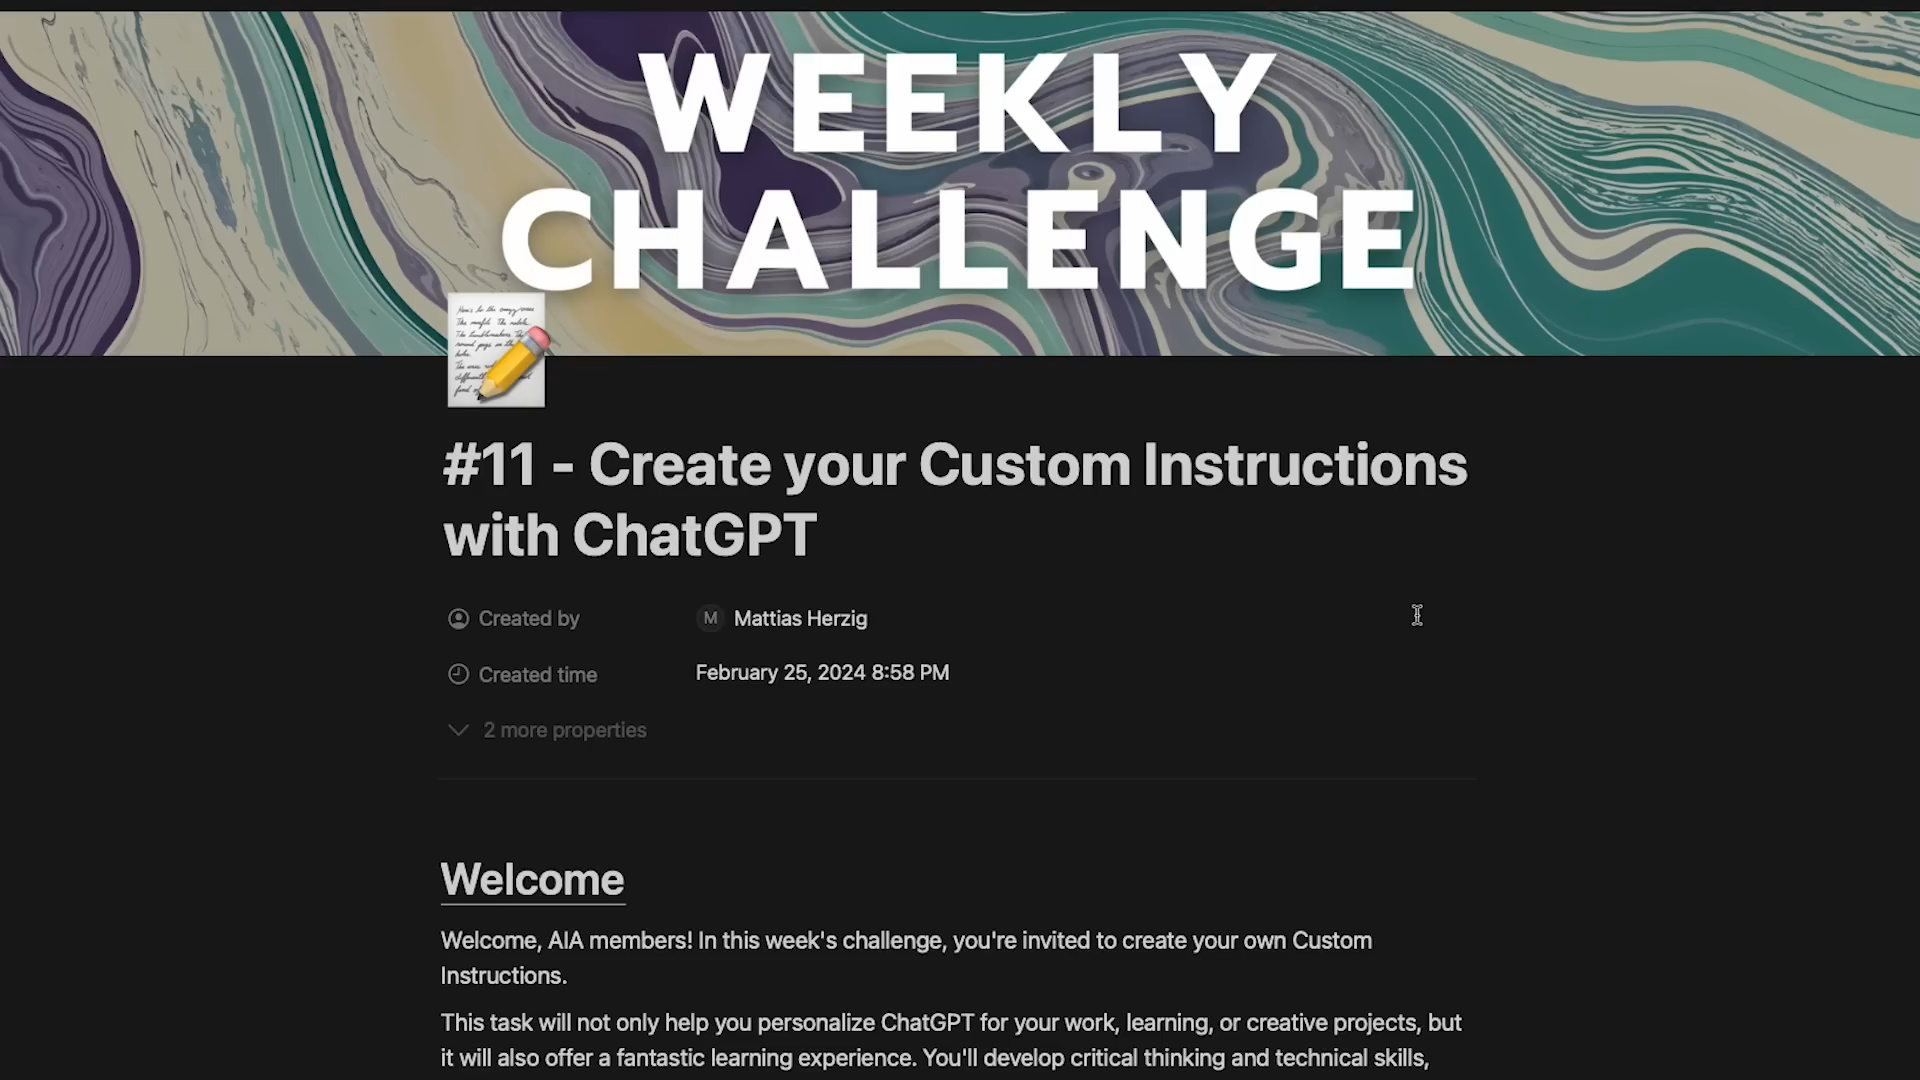 WEEKLY
CHALLENGE
#11 - Create your Custom Instructions
with ChatGPT
Created by
M Mattias Herzig
Created time
February 25, 2024 8:58 PM
2 more properties
Welcome
Welcome, AIA members! In this week's challenge, you're invited to create your own Custom
Instructions.
This task will not only help you personalize ChatGPT for your work, learning, or creative projects, but
it will also offer a fantastic learning experience. You'll develop critical thinking and technical skills,